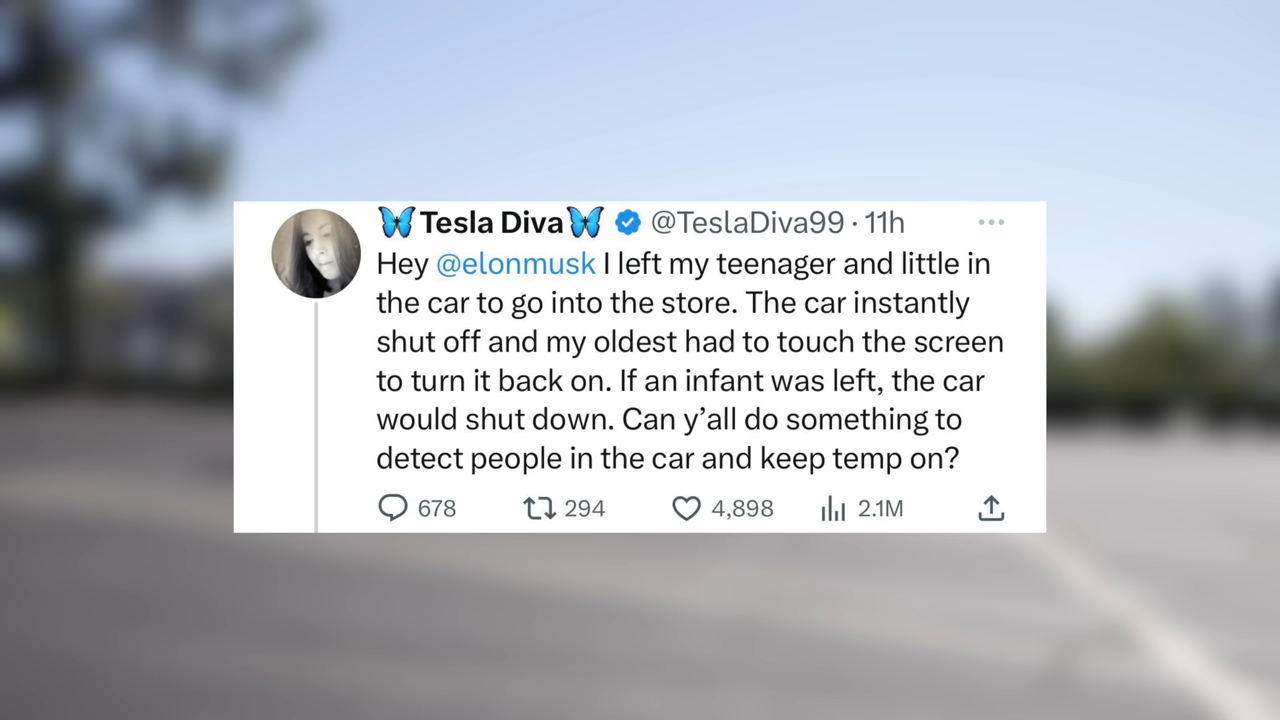 🦋Tesla Diva🦋 @TeslaDiva99 · 11h
Hey @elonmusk I left my teenager and little in
the car to go into the store. The car instantly
shut off and my oldest had to touch the screen
to turn it back on. If an infant was left, the car
would shut down. Can y’all do something to
detect people in the car and keep temp on?
678 294 4,898 2.1M